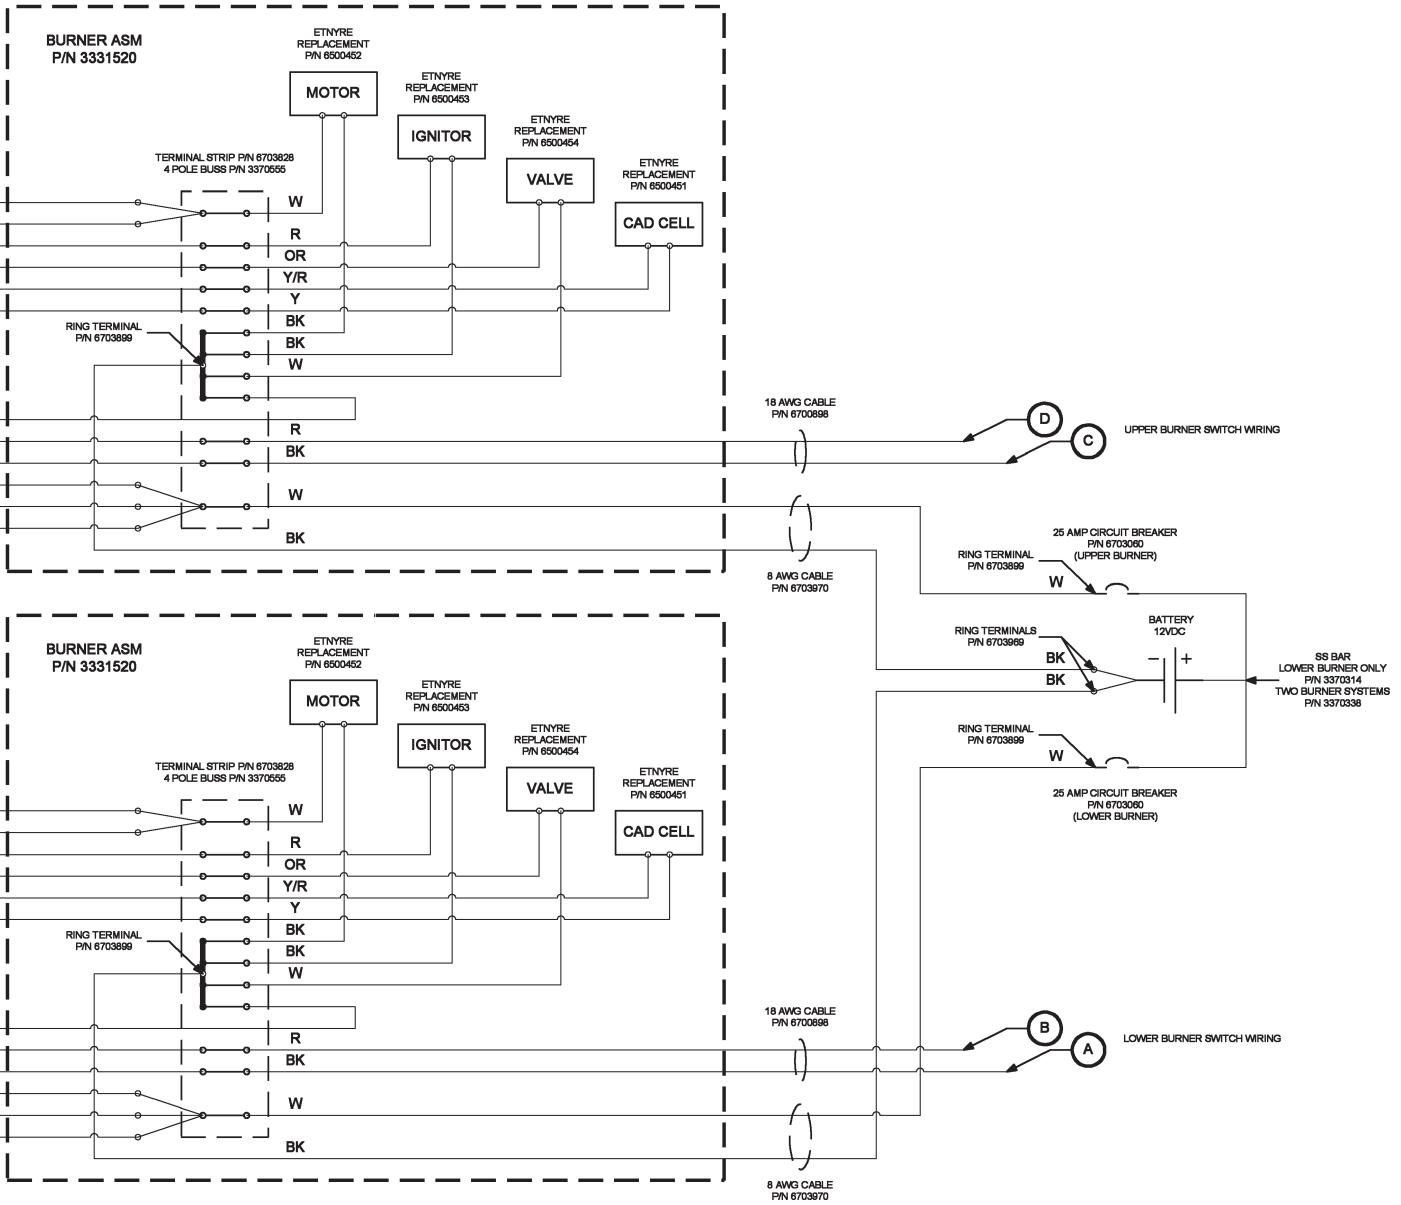 BURNER ASM
P/N 3331520
ETNYRE
REPLACEMENT
P/N 6500452
MOTOR
ETNYRE
REPLACEMENT
P/N 6500453
IGNITOR
ETNYRE
REPLACEMENT
P/N 6500454
VALVE
ETNYRE
REPLACEMENT
P/N 6500451
CAD CELL
TERMINAL STRIP P/N 6703828
4 POLE BUSS P/N 3370555
W
R
OR
Y/R
Y
BK
BK
W
RING TERMINAL
P/N 6703899
R
BK
W
BK
18 AWG CABLE
P/N 6700898
D
C
UPPER BURNER SWITCH WIRING
8 AWG CABLE
P/N 6703970
25 AMP CIRCUIT BREAKER
P/N 6703060
(UPPER BURNER)
RING TERMINAL
P/N 6703899
W
BATTERY
12VDC
RING TERMINALS
P/N 6703969
BK
BK
− +
SS BAR
LOWER BURNER ONLY
P/N 3370314
TWO BURNER SYSTEMS
P/N 3370338
RING TERMINAL
P/N 6703899
W
25 AMP CIRCUIT BREAKER
P/N 6703060
(LOWER BURNER)
BURNER ASM
P/N 3331520
ETNYRE
REPLACEMENT
P/N 6500452
MOTOR
ETNYRE
REPLACEMENT
P/N 6500453
IGNITOR
ETNYRE
REPLACEMENT
P/N 6500454
VALVE
ETNYRE
REPLACEMENT
P/N 6500451
CAD CELL
TERMINAL STRIP P/N 6703828
4 POLE BUSS P/N 3370555
W
R
OR
Y/R
Y
BK
BK
W
RING TERMINAL
P/N 6703899
R
BK
W
BK
18 AWG CABLE
P/N 6700898
B
A
LOWER BURNER SWITCH WIRING
8 AWG CABLE
P/N 6703970